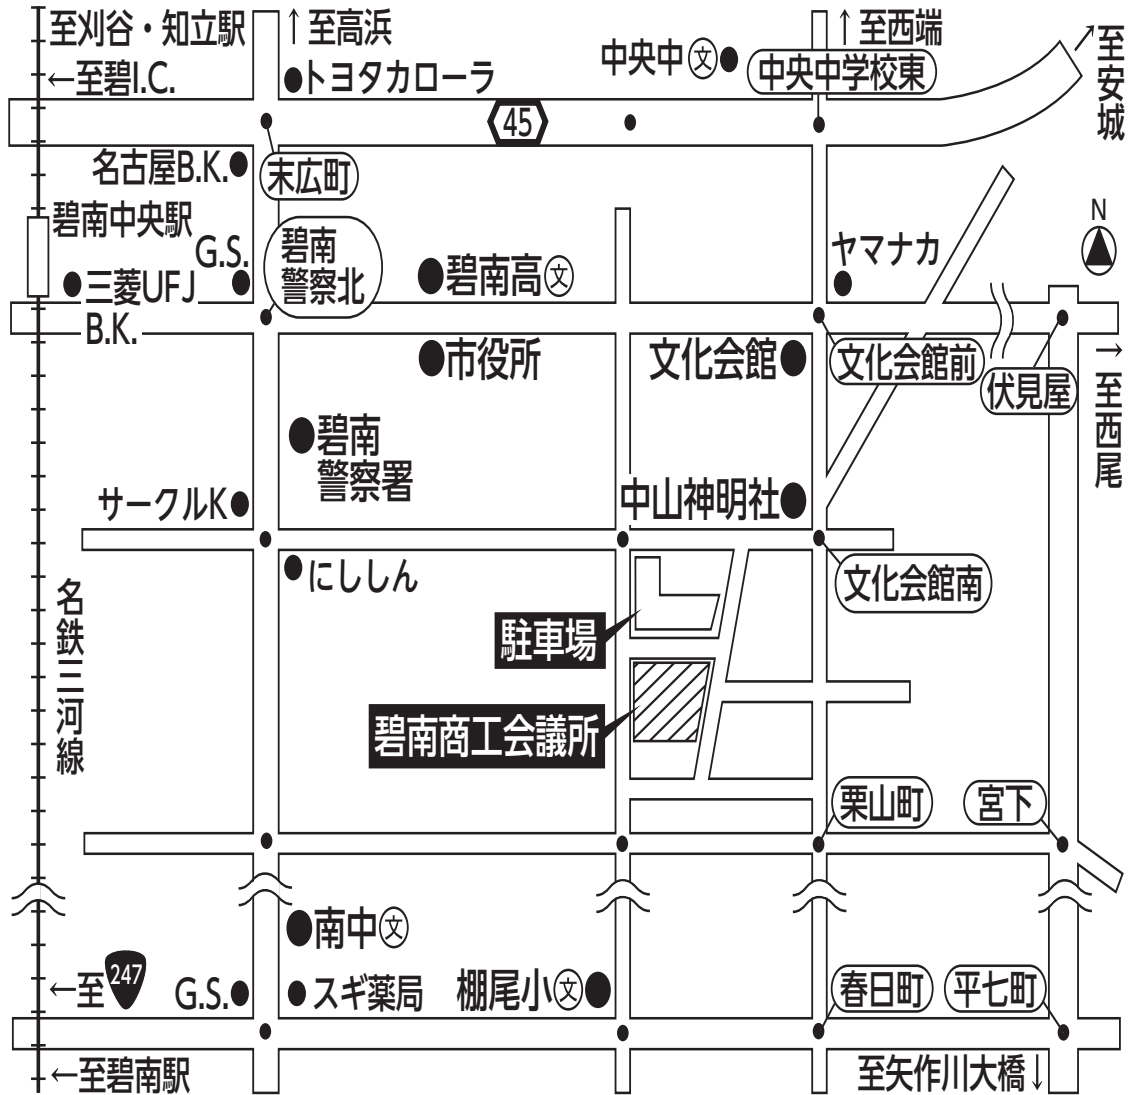 至刈谷・知立駅
↑至高浜
↑至西端
至安城
←至碧I.C.
トヨタカローラ
中央中 文
中央中学校東
45
名古屋B.K.
末広町
碧南中央駅
G.S.
碧南
警察北
N
ヤマナカ
三菱UFJ
B.K.
碧南高 文
市役所
文化会館
文化会館前
伏見屋
→至西尾
碧南
警察署
サークルK
中山神明社
にししん
文化会館南
名鉄三河線
駐車場
碧南商工会議所
栗山町
宮下
南中 文
←至 247
G.S.
スギ薬局
棚尾小 文
春日町
平七町
←至碧南駅
至矢作川大橋↓